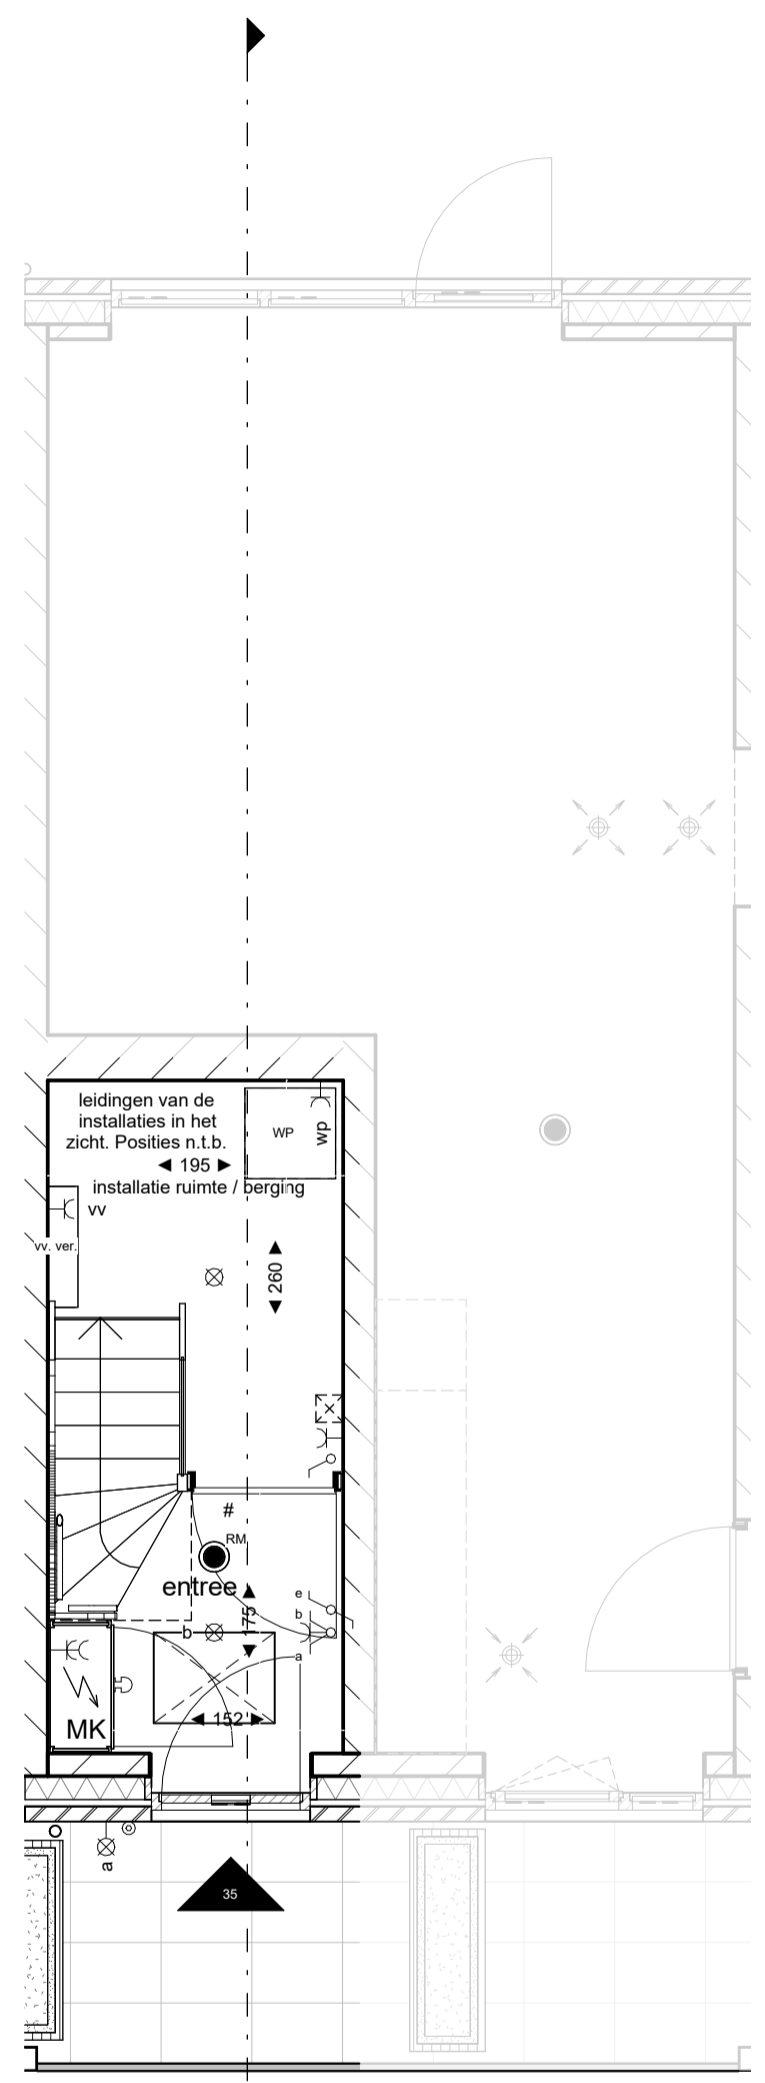 leidingen van de
installaties in het
zicht. Posities n.t.b.
WP
wp
195
installatie ruimte / berging
vv
vv. ver.
260
#
RM
entree
175
e
b
b
a
MK
152
a
35